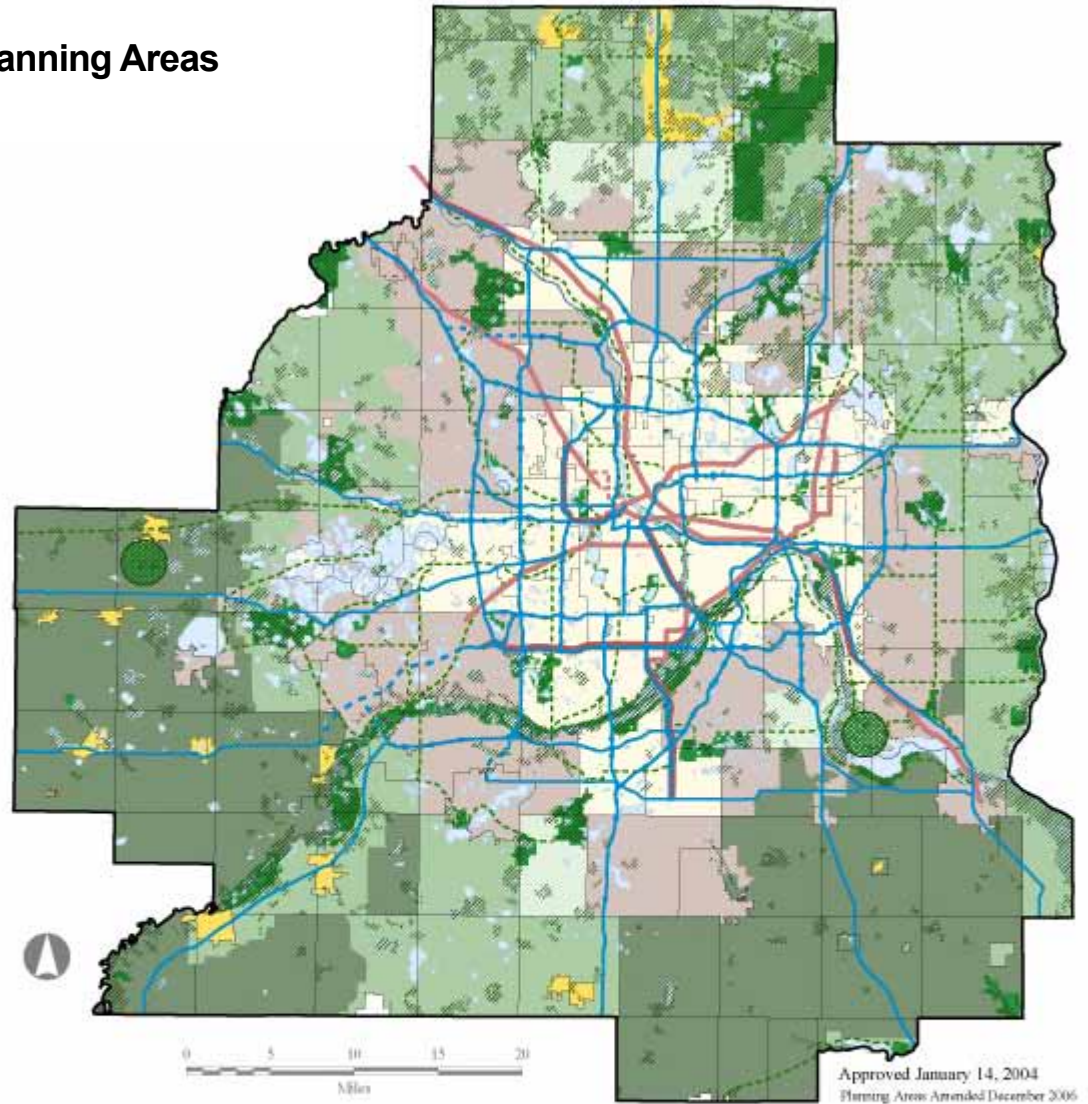 anning Areas
0 5 10 15 20
Miles
Approved January 14, 2004
Planning Areas Amended December 2006